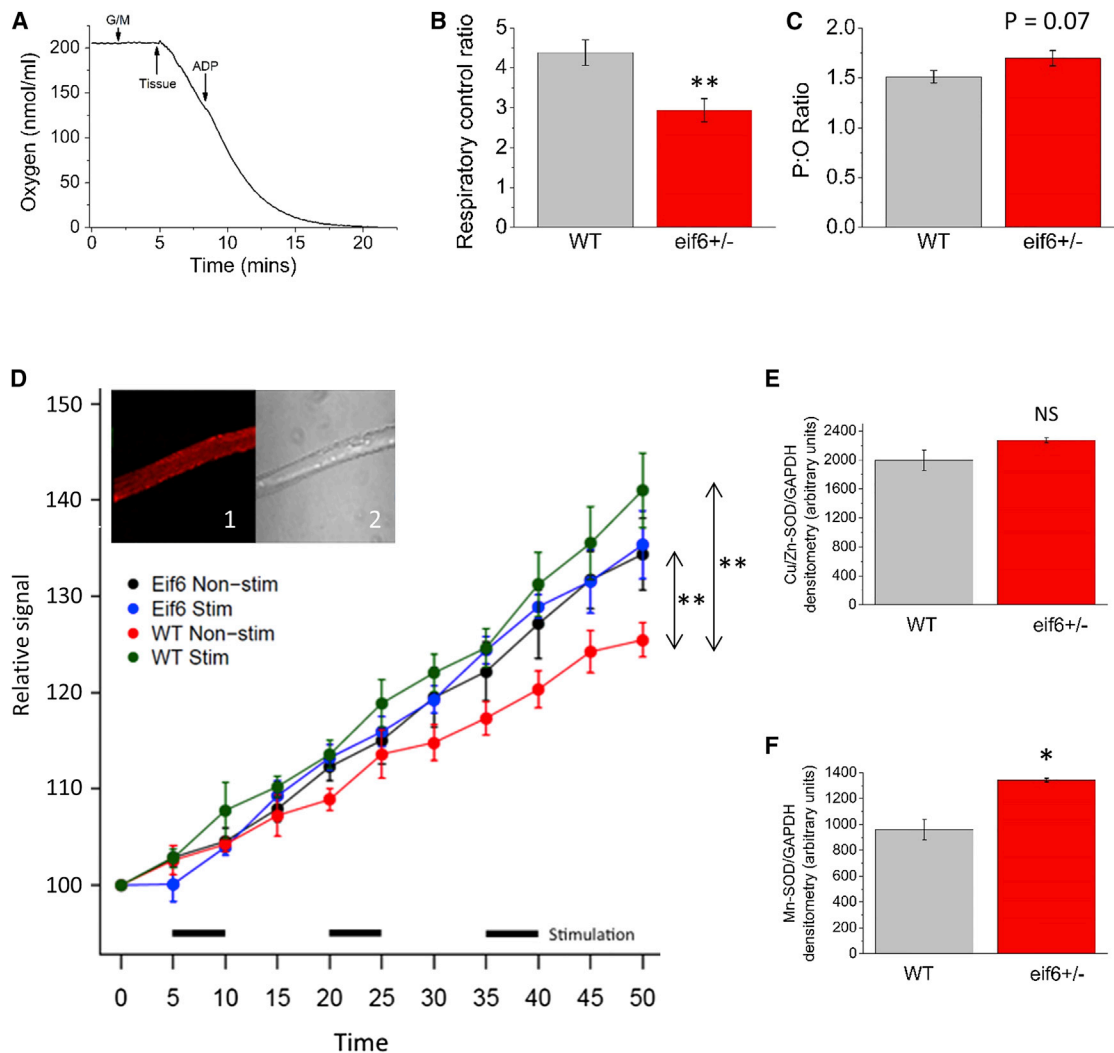 A
G/M
Tissue
ADP
200
150
100
50
0
Oxygen (nmol/ml)
0 5 10 15 20
Time (mins)
B
5
4
3
2
1
0
Respiratory control ratio
**
WT eif6+/-
C
P = 0.07
2.0
1.5
1.0
0.5
0.0
P:O Ratio
WT eif6+/-
D
150
140
130
120
110
100
Relative signal
1 2
Eif6 Non-stim
Eif6 Stim
WT Non-stim
WT Stim
**
**
Stimulation
0 5 10 15 20 25 30 35 40 45 50
Time
E
NS
2400
2000
1600
1200
800
400
0
Cu/Zn-SOD/GAPDH
densitometry (arbitrary units)
WT eif6+/-
F
*
1400
1200
1000
800
600
400
200
0
Mn-SOD/GAPDH
densitometry (arbitrary units)
WT eif6+/-